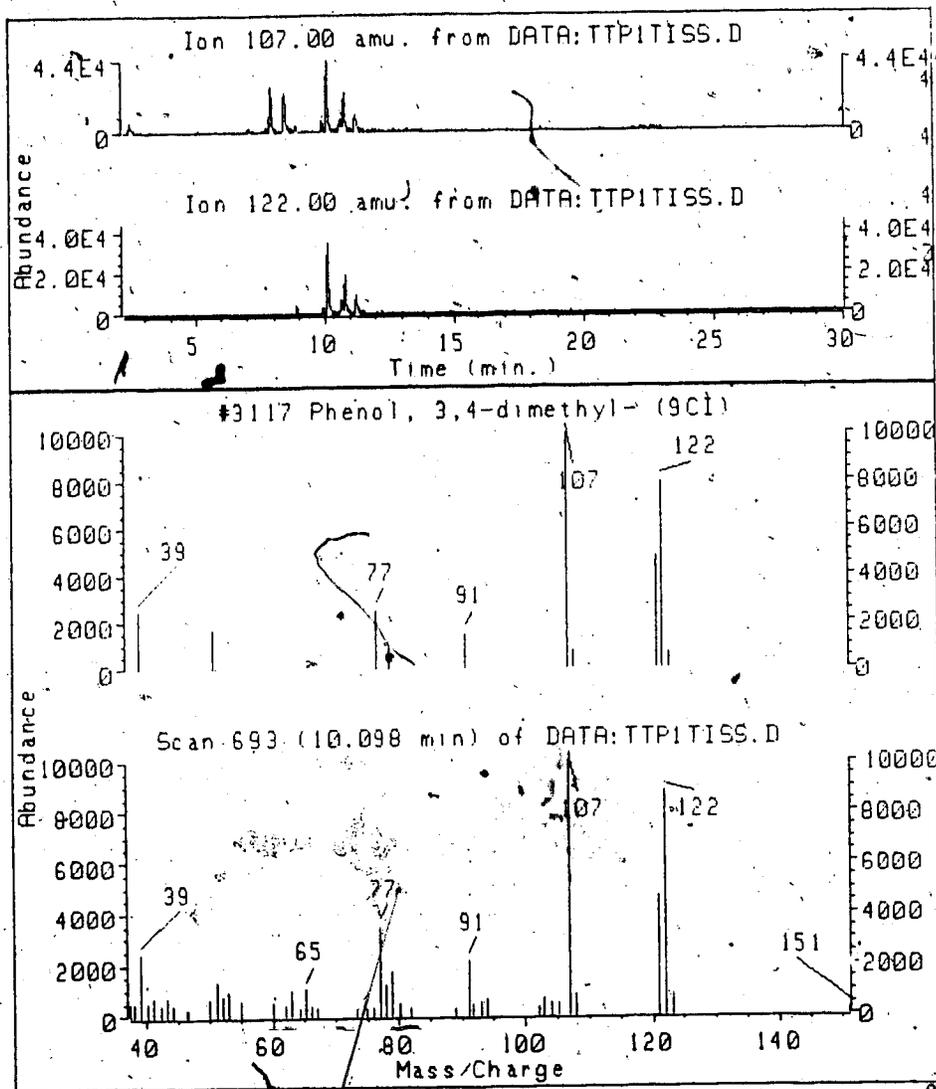 Ion 107.00 amu. from DATA:TTP1TISS.D
4.4E4 4.4E4
0 0
Abundance
Ion 122.00 amu. from DATA:TTP1TISS.D
4.0E4 4.0E4
2.0E4 2.0E4
0 0
5 10 15 20 25 30
Time (min.)
#3117 Phenol, 3,4-dimethyl- (9CI)
10000 10000
122
8000 107 8000
6000 6000
39
4000 77 4000
91
2000 2000
0 0
Abundance
Scan 693 (10.098 min) of DATA:TTP1TISS.D
10000 10000
8000 107 122 8000
6000 6000
39 77
4000 4000
65 91 151
2000 2000
0 0
40 60 80 100 120 140
Mass/Charge